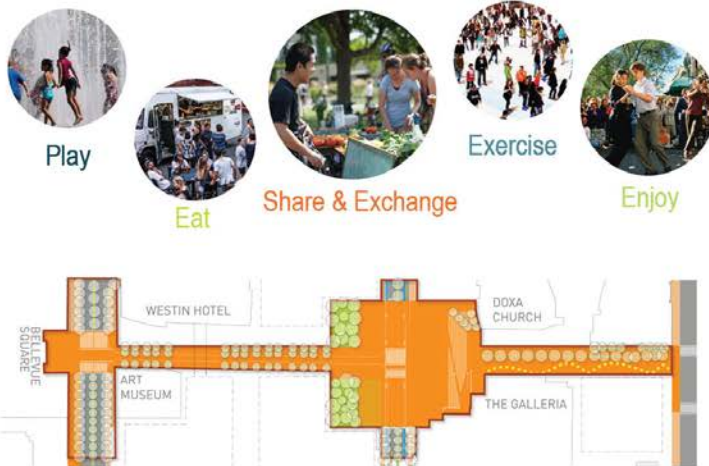 Play
Eat
Share & Exchange
Exercise
Enjoy
WESTIN HOTEL
DOXA
CHURCH
BELLEVUE
SQUARE
ART
MUSEUM
THE GALLERIA